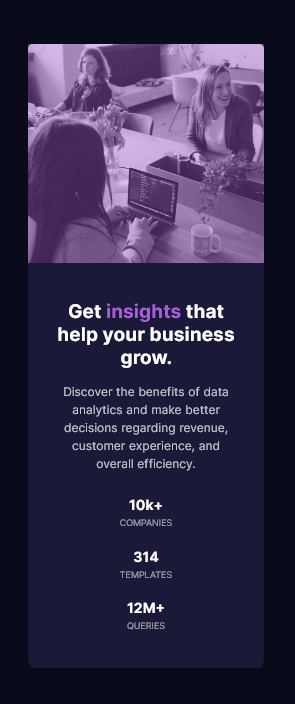 Get insights that
help your business
grow.
Discover the benefits of data
analytics and make better
decisions regarding revenue,
customer experience, and
overall efficiency.
10k+
COMPANIES
314
TEMPLATES
12M+
QUERIES